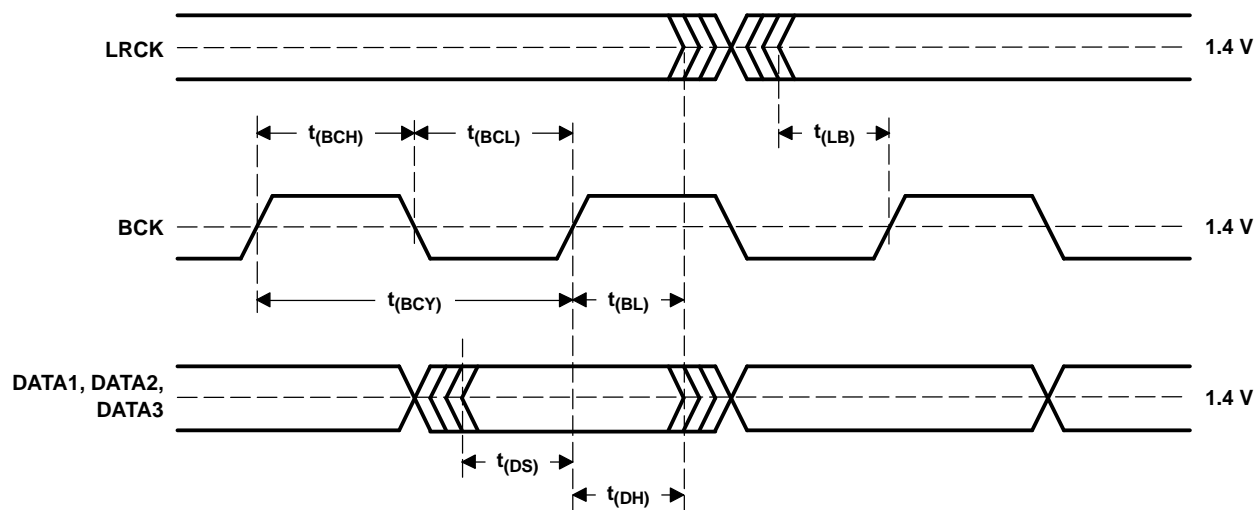 LRCK
1.4 V
t(BCH)
t(BCL)
t(LB)
BCK
1.4 V
t(BCY)
t(BL)
DATA1, DATA2,
DATA3
1.4 V
t(DS)
t(DH)